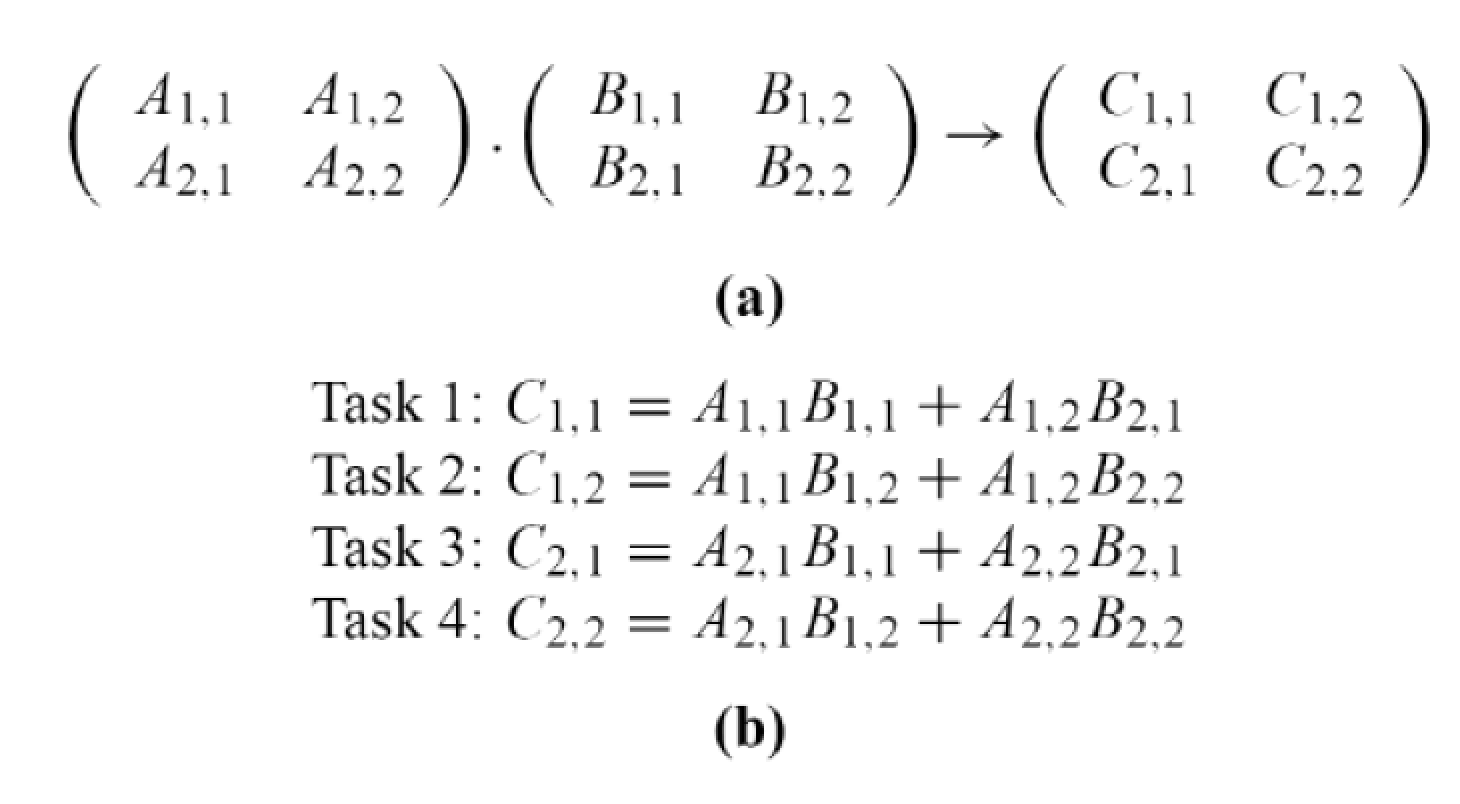 ( A1,1 A1,2 ) · ( B1,1 B1,2 ) → ( C1,1 C1,2 )
( A2,1 A2,2 ) ( B2,1 B2,2 ) ( C2,1 C2,2 )
(a)
Task 1: C1,1 = A1,1B1,1 + A1,2B2,1
Task 2: C1,2 = A1,1B1,2 + A1,2B2,2
Task 3: C2,1 = A2,1B1,1 + A2,2B2,1
Task 4: C2,2 = A2,1B1,2 + A2,2B2,2
(b)